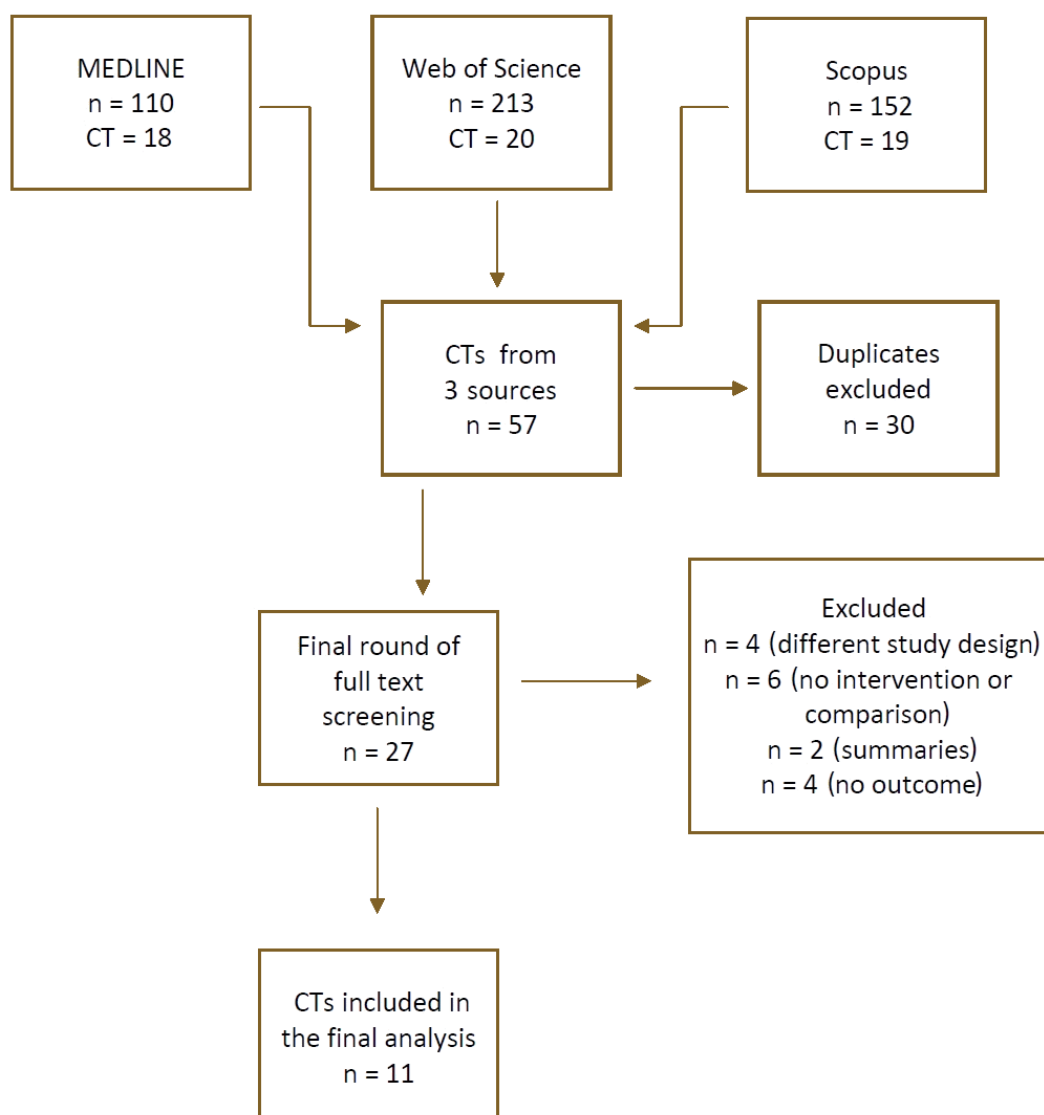 MEDLINE
n = 110
CT = 18
Web of Science
n = 213
CT = 20
Scopus
n = 152
CT = 19
CTs from
3 sources
n = 57
Duplicates
excluded
n = 30
Final round of
full text
screening
n = 27
Excluded
n = 4 (different study design)
n = 6 (no intervention or
comparison)
n = 2 (summaries)
n = 4 (no outcome)
CTs included in
the final analysis
n = 11